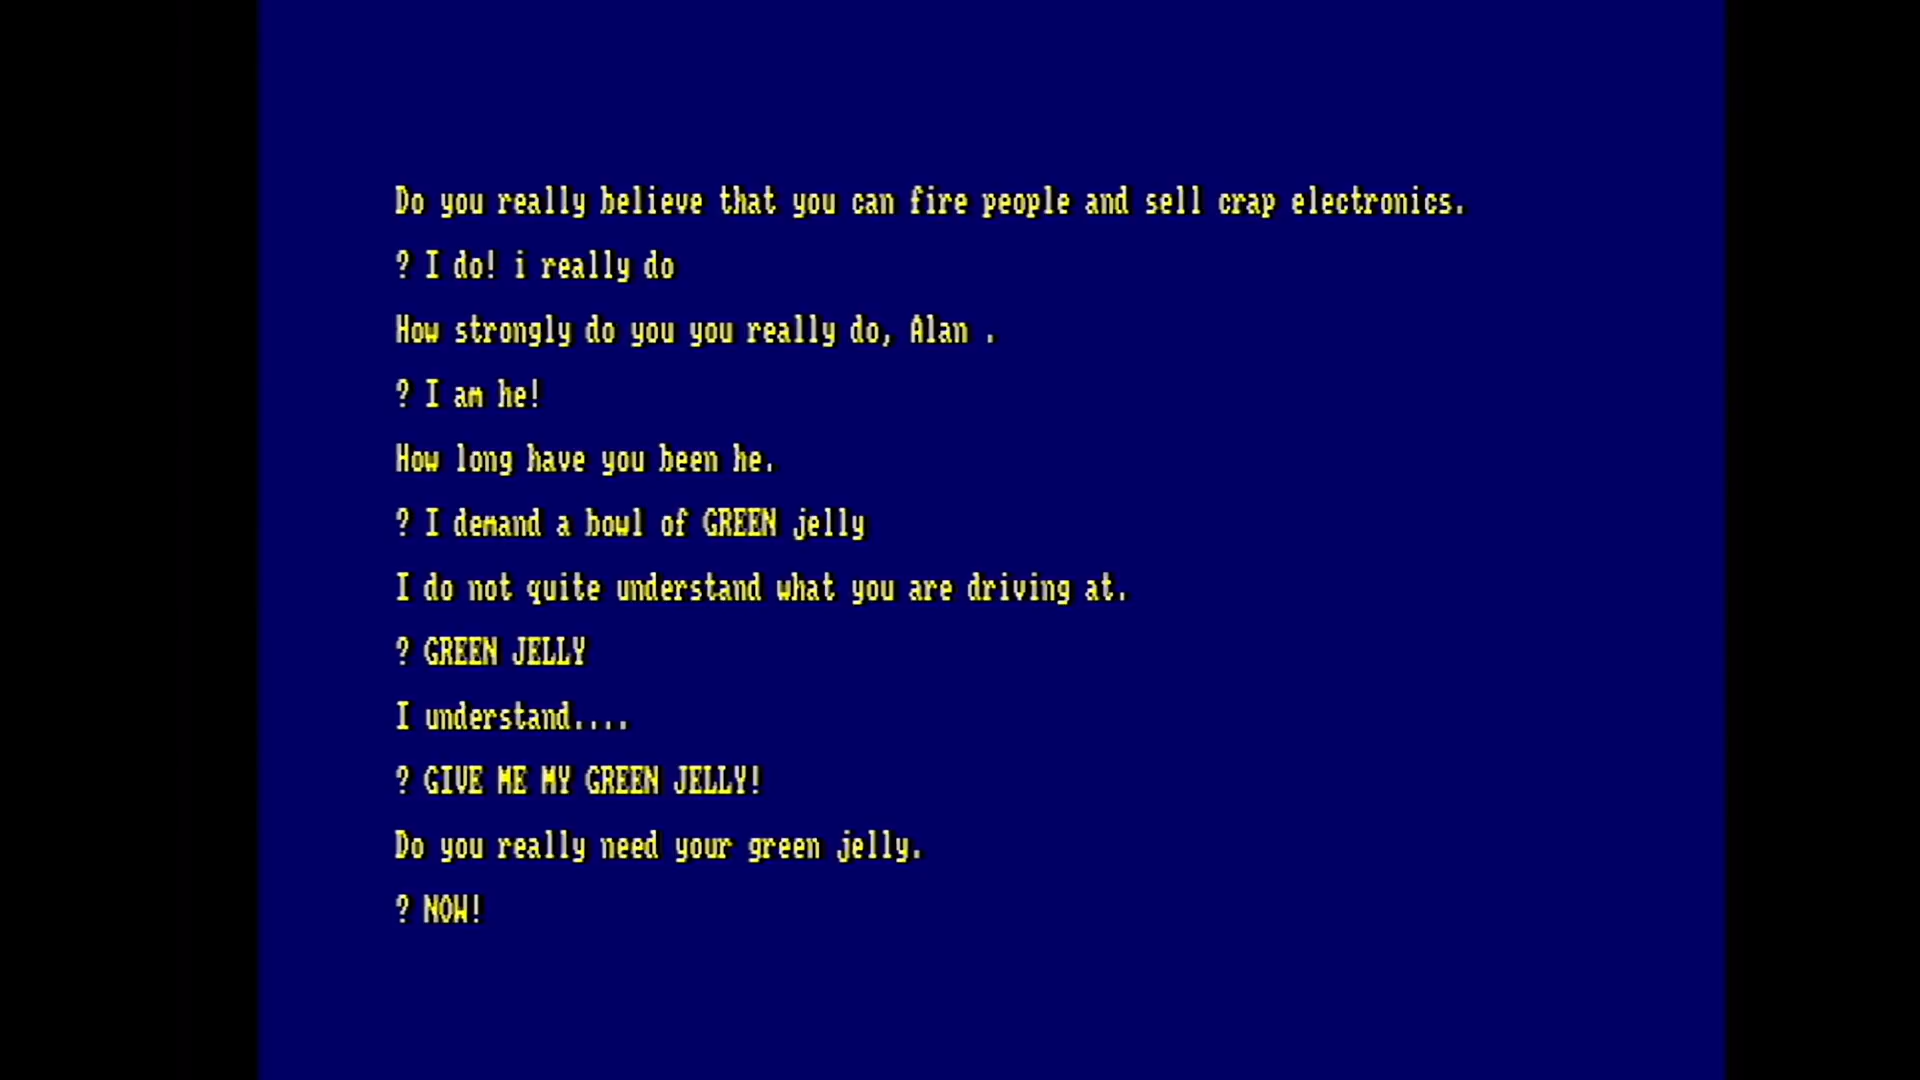 Do you really believe that you can fire people and sell crap electronics.
? I do! i really do
How strongly do you you really do, Alan .
? I am he!
How long have you been he.
? I demand a bowl of GREEN jelly
I do not quite understand what you are driving at.
? GREEN JELLY
I understand....
? GIVE ME MY GREEN JELLY!
Do you really need your green jelly.
? NOW!